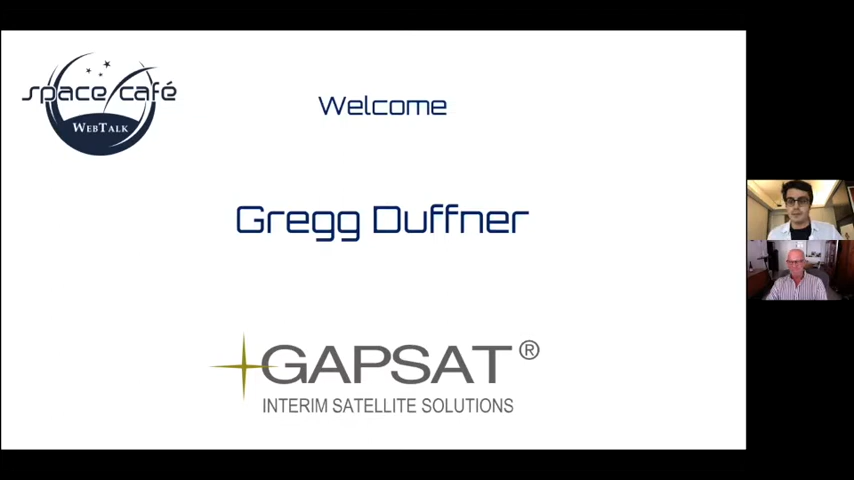 space café
WEBTALK
Welcome
Gregg Duffner
GAPSAT®
INTERIM SATELLITE SOLUTIONS